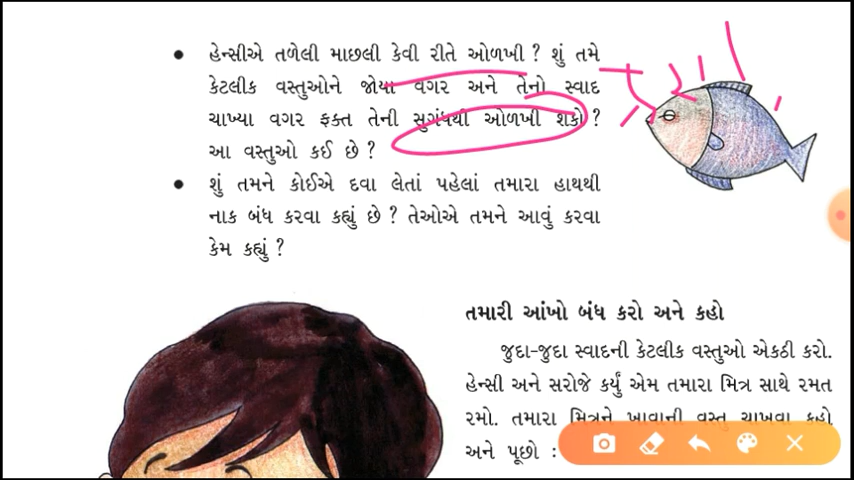 હેન્સીએ તળેલી માછલી કેવી રીતે ઓળખી ? શું તમે
કેટલીક વસ્તુઓને જોયા વગર અને તેનો સ્વાદ
ચાખ્યા વગર ફક્ત તેની સુગંધથી ઓળખી શકો ?
આ વસ્તુઓ કઈ છે ?
શું તમને કોઈએ દવા લેતાં પહેલાં તમારા હાથથી
નાક બંધ કરવા કહ્યું છે ? તેઓએ તમને આવું કરવા
કેમ કહ્યું ?
તમારી આંખો બંધ કરો અને કહો
જુદા-જુદા સ્વાદની કેટલીક વસ્તુઓ એકઠી કરો.
હેન્સી અને સરોજે કર્યું એમ તમારા મિત્ર સાથે રમત
રમો. તમારા મિત્રને ખાવાની વસ્તુ ચાખવા કહો
અને પૂછો :